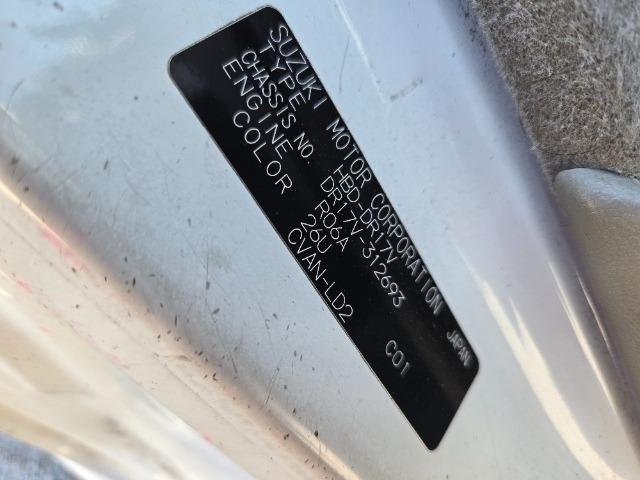 SUZUKI MOTOR CORPORATION JAPAN
TYPE HBD-DR17V
CHASSIS NO. DR17V-312693
ENGINE R06A
COLOR 26U
CVAN-LD2 C01